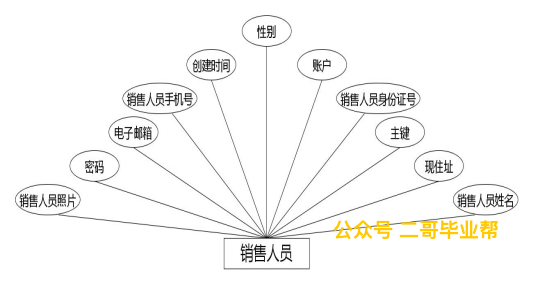 性别
创建时间
账户
销售人员手机号
销售人员身份证号
电子邮箱
主键
密码
现住址
销售人员照片
销售人员姓名
公众号 二哥毕业帮
销售人员